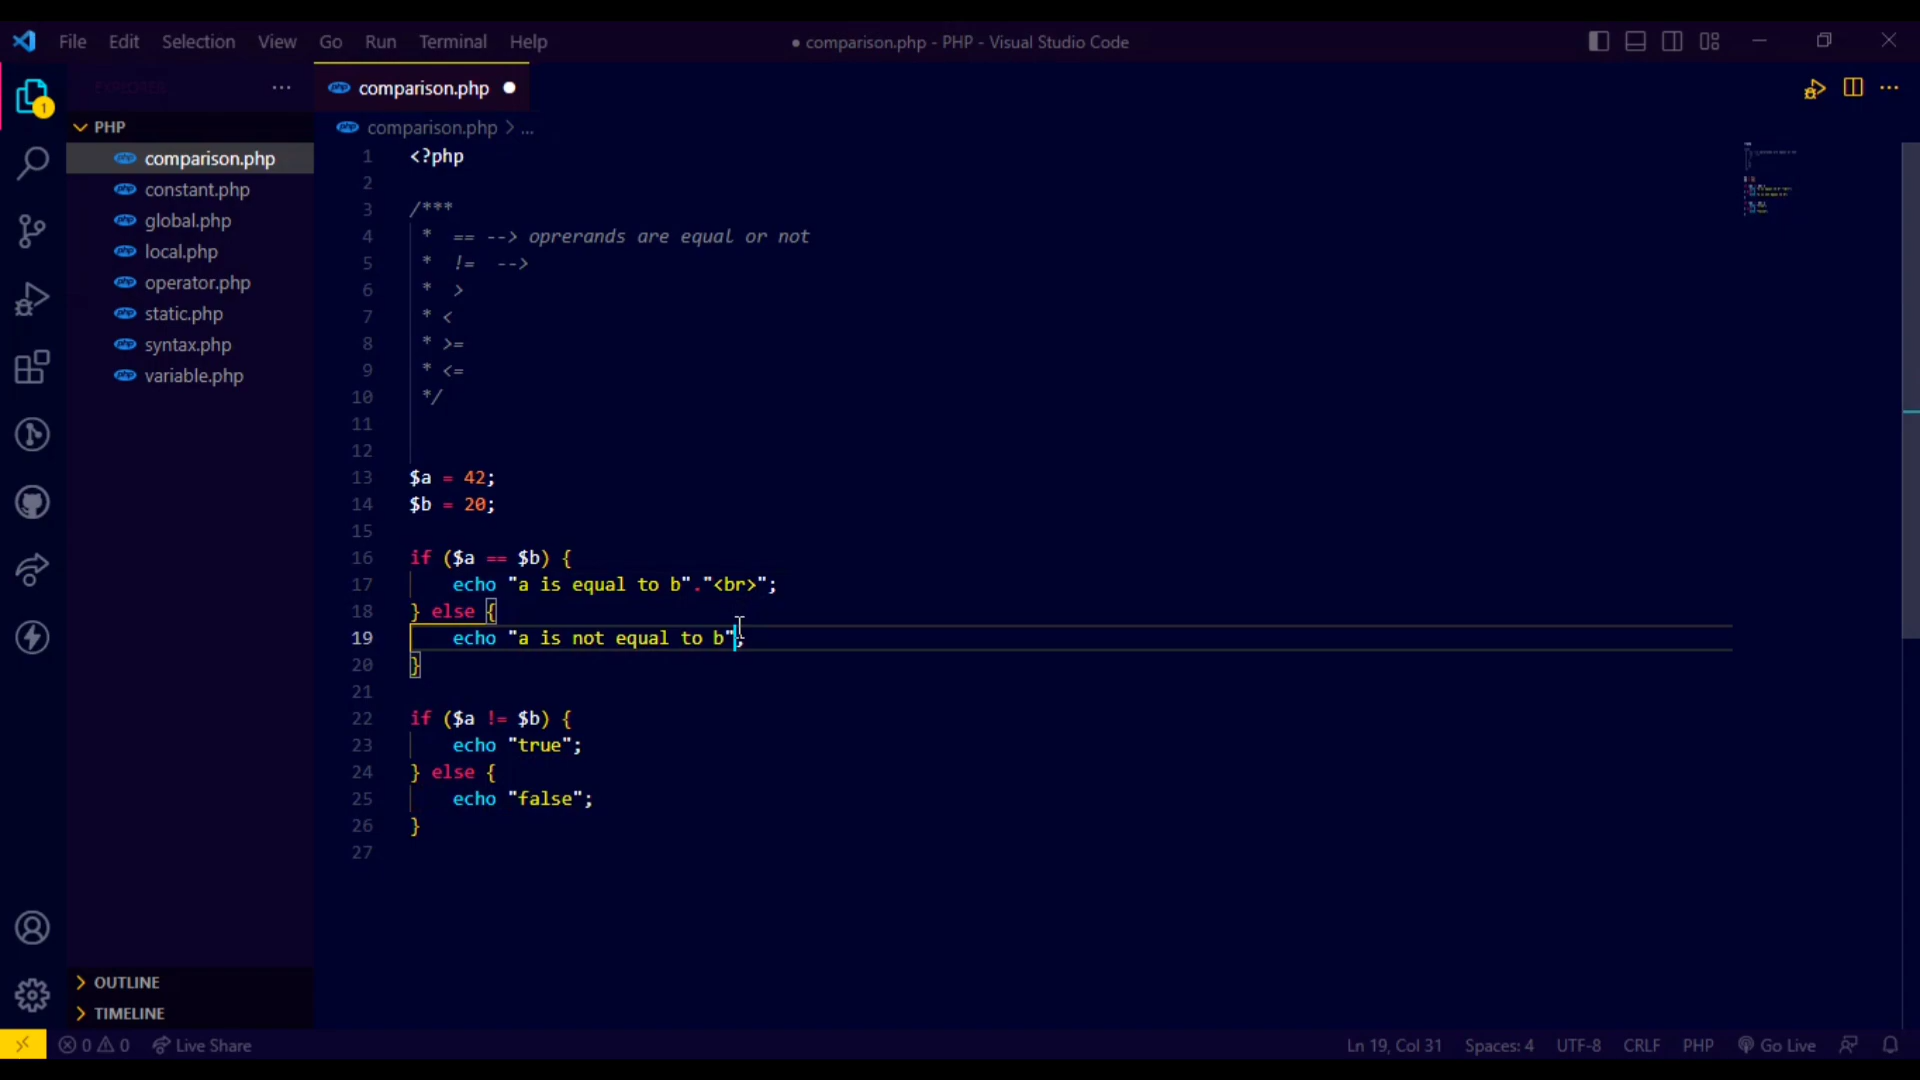 File Edit Selection View Go Run Terminal Help
● comparison.php - PHP - Visual Studio Code
EXPLORER ...
comparison.php ●
1
PHP
comparison.php > ...
comparison.php
constant.php
global.php
local.php
operator.php
static.php
syntax.php
variable.php
1 <?php
2
3 /***
4 * == --> oprerands are equal or not
5 * != -->
6 * >
7 * <
8 * >=
9 * <=
10 */
11
12
13 $a = 42;
14 $b = 20;
15
16 if ($a == $b) {
17 echo "a is equal to b"."<br>";
18 } else {
19 echo "a is not equal to b";
20 }
21
22 if ($a != $b) {
23 echo "true";
24 } else {
25 echo "false";
26 }
27
OUTLINE
TIMELINE
0 0 Live Share
Ln 19, Col 31 Spaces: 4 UTF-8 CRLF PHP Go Live